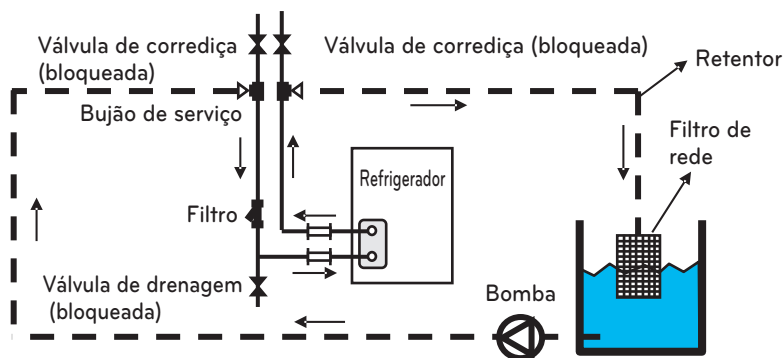 Válvula de corrediça
(bloqueada)
Válvula de corrediça (bloqueada)
Retentor
Bujão de serviço
Filtro de
rede
Refrigerador
Filtro
Válvula de drenagem
(bloqueada)
Bomba